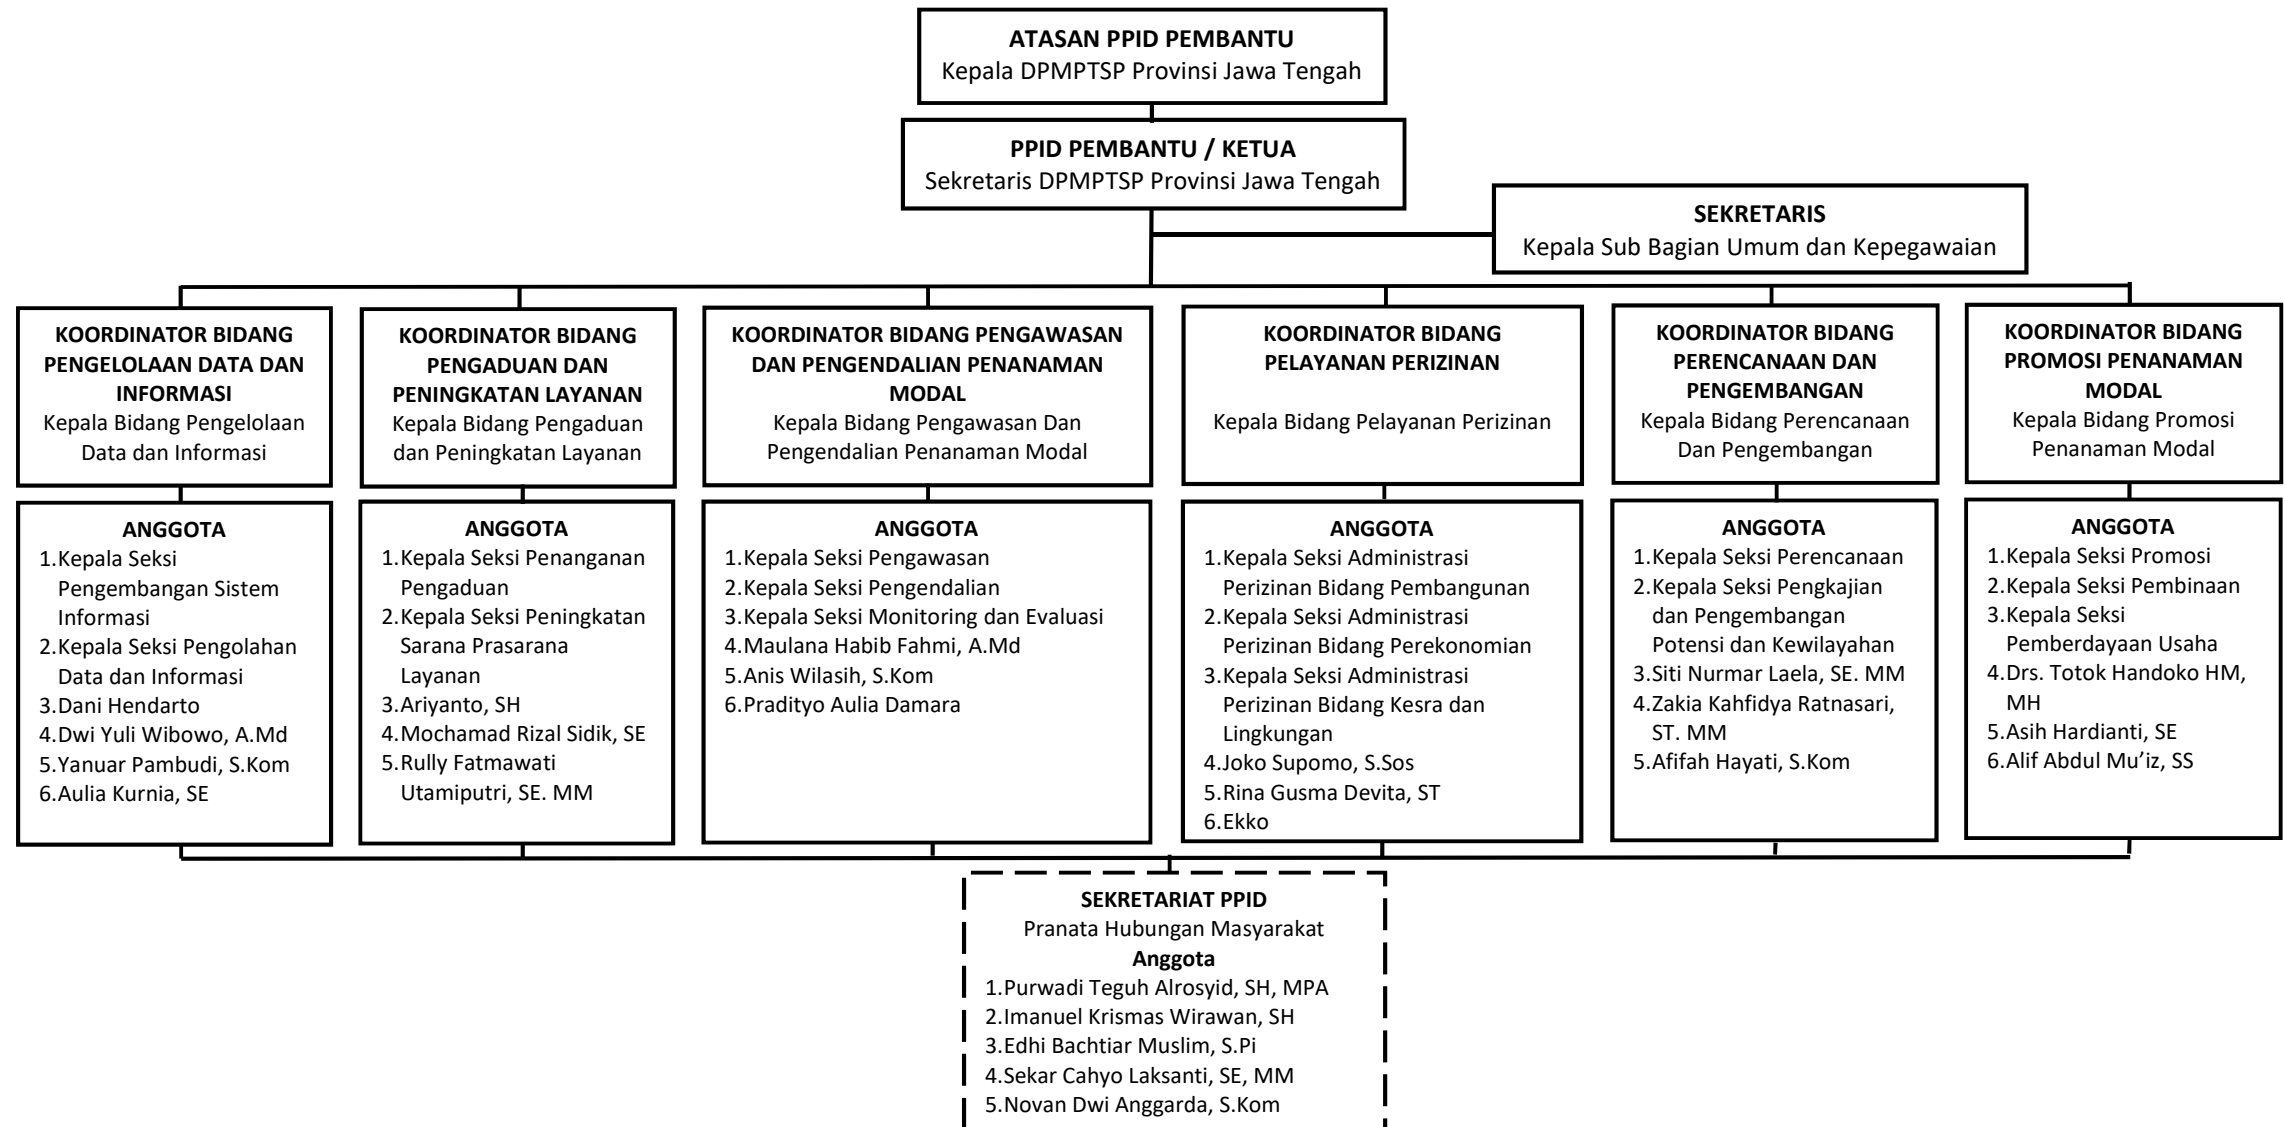 ATASAN PPID PEMBANTU
Kepala DPMPTSP Provinsi Jawa Tengah
PPID PEMBANTU / KETUA
Sekretaris DPMPTSP Provinsi Jawa Tengah
SEKRETARIS
Kepala Sub Bagian Umum dan Kepegawaian
KOORDINATOR BIDANG
PENGELOLAAN DATA DAN
INFORMASI
Kepala Bidang Pengelolaan
Data dan Informasi
KOORDINATOR BIDANG
PENGADUAN DAN
PENINGKATAN LAYANAN
Kepala Bidang Pengaduan
dan Peningkatan Layanan
KOORDINATOR BIDANG PENGAWASAN
DAN PENGENDALIAN PENANAMAN
MODAL
Kepala Bidang Pengawasan Dan
Pengendalian Penanaman Modal
KOORDINATOR BIDANG
PELAYANAN PERIZINAN
Kepala Bidang Pelayanan Perizinan
KOORDINATOR BIDANG
PERENCANAAN DAN
PENGEMBANGAN
Kepala Bidang Perencanaan
Dan Pengembangan
KOORDINATOR BIDANG
PROMOSI PENANAMAN
MODAL
Kepala Bidang Promosi
Penanaman Modal
ANGGOTA
1.Kepala Seksi
Pengembangan Sistem
Informasi
2.Kepala Seksi Pengolahan
Data dan Informasi
3.Dani Hendarto
4.Dwi Yuli Wibowo, A.Md
5.Yanuar Pambudi, S.Kom
6.Aulia Kurnia, SE
ANGGOTA
1.Kepala Seksi Penanganan
Pengaduan
2.Kepala Seksi Peningkatan
Sarana Prasarana
Layanan
3.Ariyanto, SH
4.Mochamad Rizal Sidik, SE
5.Rully Fatmawati
Utamiputri, SE. MM
ANGGOTA
1.Kepala Seksi Pengawasan
2.Kepala Seksi Pengendalian
3.Kepala Seksi Monitoring dan Evaluasi
4.Maulana Habib Fahmi, A.Md
5.Anis Wilasih, S.Kom
6.Pradityo Aulia Damara
ANGGOTA
1.Kepala Seksi Administrasi
Perizinan Bidang Pembangunan
2.Kepala Seksi Administrasi
Perizinan Bidang Perekonomian
3.Kepala Seksi Administrasi
Perizinan Bidang Kesra dan
Lingkungan
4.Joko Supomo, S.Sos
5.Rina Gusma Devita, ST
6.Ekko
ANGGOTA
1.Kepala Seksi Perencanaan
2.Kepala Seksi Pengkajian
dan Pengembangan
Potensi dan Kewilayahan
3.Siti Nurmar Laela, SE. MM
4.Zakia Kahfidya Ratnasari,
ST. MM
5.Afifah Hayati, S.Kom
ANGGOTA
1.Kepala Seksi Promosi
2.Kepala Seksi Pembinaan
3.Kepala Seksi
Pemberdayaan Usaha
4.Drs. Totok Handoko HM,
MH
5.Asih Hardianti, SE
6.Alif Abdul Mu’iz, SS
SEKRETARIAT PPID
Pranata Hubungan Masyarakat
Anggota
1.Purwadi Teguh Alrosyid, SH, MPA
2.Imanuel Krismas Wirawan, SH
3.Edhi Bachtiar Muslim, S.Pi
4.Sekar Cahyo Laksanti, SE, MM
5.Novan Dwi Anggarda, S.Kom